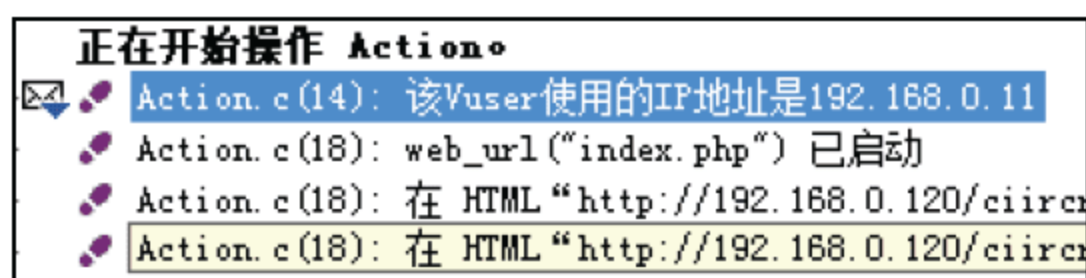 正在开始操作 Action。
Action.c(14): 该Vuser使用的IP地址是192.168.0.11
Action.c(18): web_url("index.php") 已启动
Action.c(18): 在 HTML“http://192.168.0.120/ciircm
Action.c(18): 在 HTML“http://192.168.0.120/ciircm